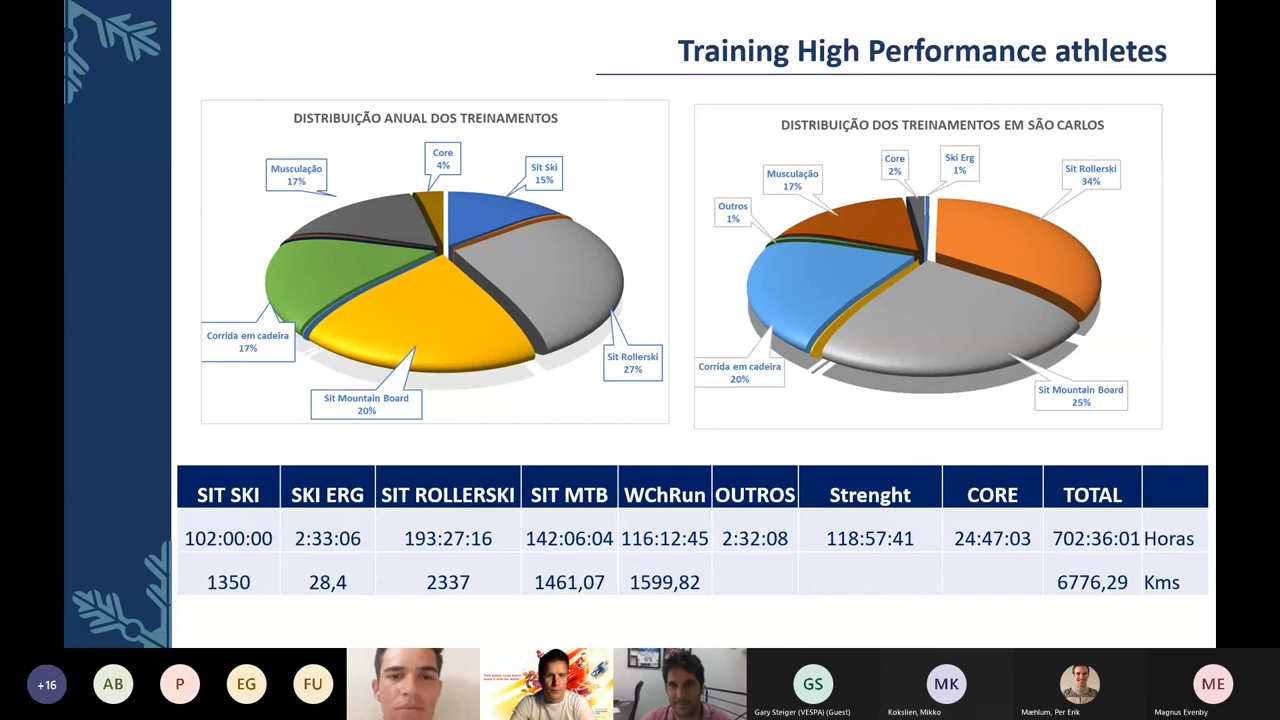 Training High Performance athletes
DISTRIBUIÇÃO ANUAL DOS TREINAMENTOS
Core
4%
Sit Ski
15%
Musculação
17%
Corrida em cadeira
17%
Sit Rollerski
27%
Sit Mountain Board
20%
DISTRIBUIÇÃO DOS TREINAMENTOS EM SÃO CARLOS
Core
2%
Ski Erg
1%
Sit Rollerski
34%
Musculação
17%
Outros
1%
Corrida em cadeira
20%
Sit Mountain Board
25%
SIT SKI SKI ERG SIT ROLLERSKI SIT MTB WChRun OUTROS Strenght CORE TOTAL
102:00:00 2:33:06 193:27:16 142:06:04 116:12:45 2:32:08 118:57:41 24:47:03 702:36:01 Horas
1350 28,4 2337 1461,07 1599,82 6776,29 Kms
+16 AB P EG FU GS MK ME
Gary Steiger (VESPA) (Guest) Kokslien, Mikko Mæhlum, Per Erik Magnus Evenby